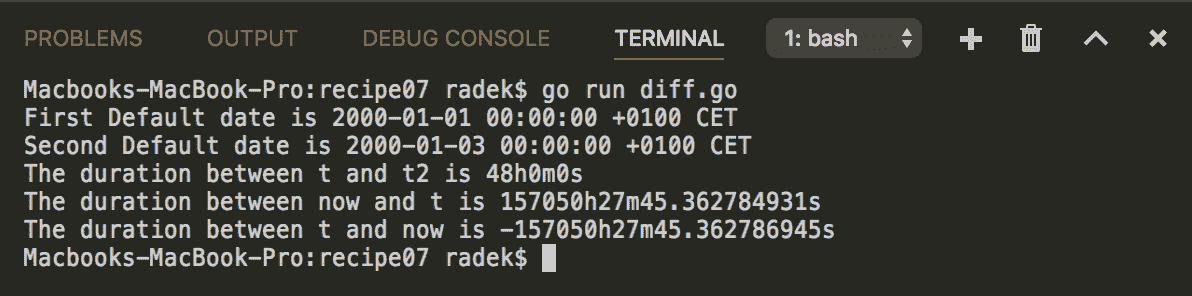 PROBLEMS OUTPUT DEBUG CONSOLE TERMINAL 1: bash
Macbooks-MacBook-Pro:recipe07 radek$ go run diff.go
First Default date is 2000-01-01 00:00:00 +0100 CET
Second Default date is 2000-01-03 00:00:00 +0100 CET
The duration between t and t2 is 48h0m0s
The duration between now and t is 157050h27m45.362784931s
The duration between t and now is -157050h27m45.362786945s
Macbooks-MacBook-Pro:recipe07 radek$